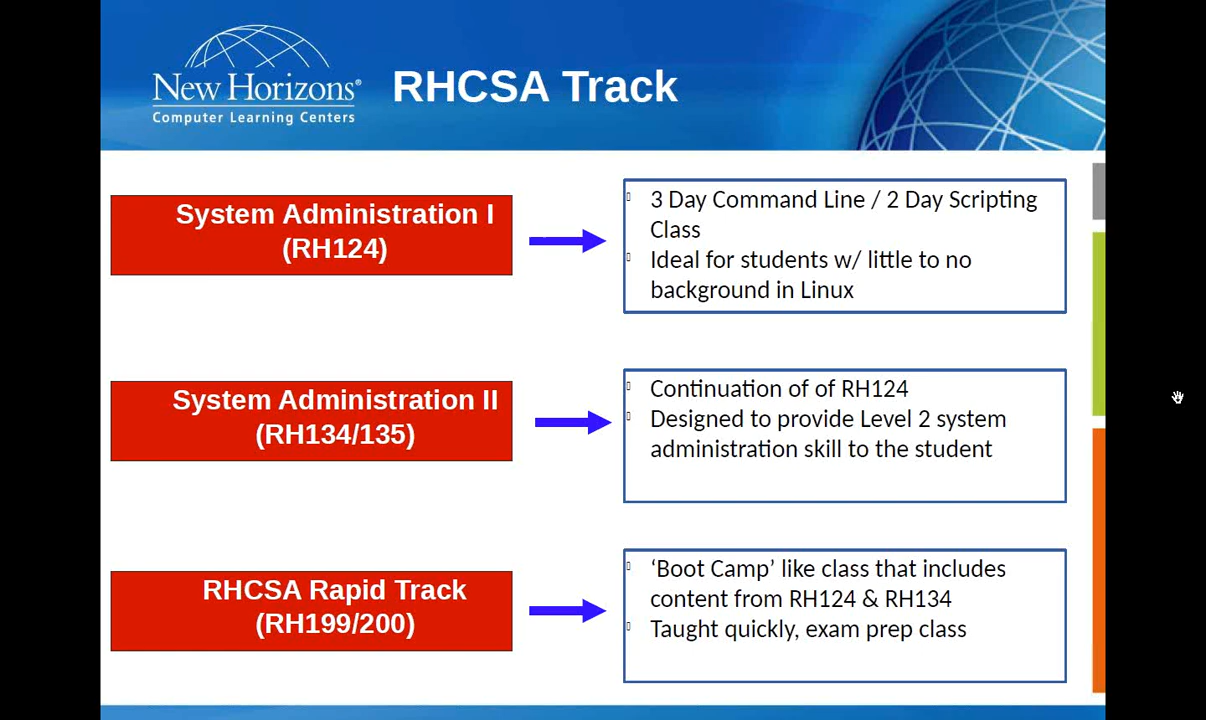 New Horizons®
Computer Learning Centers
RHCSA Track
System Administration I
(RH124)
3 Day Command Line / 2 Day Scripting
Class
Ideal for students w/ little to no
background in Linux
System Administration II
(RH134/135)
Continuation of of RH124
Designed to provide Level 2 system
administration skill to the student
RHCSA Rapid Track
(RH199/200)
‘Boot Camp’ like class that includes
content from RH124 & RH134
Taught quickly, exam prep class